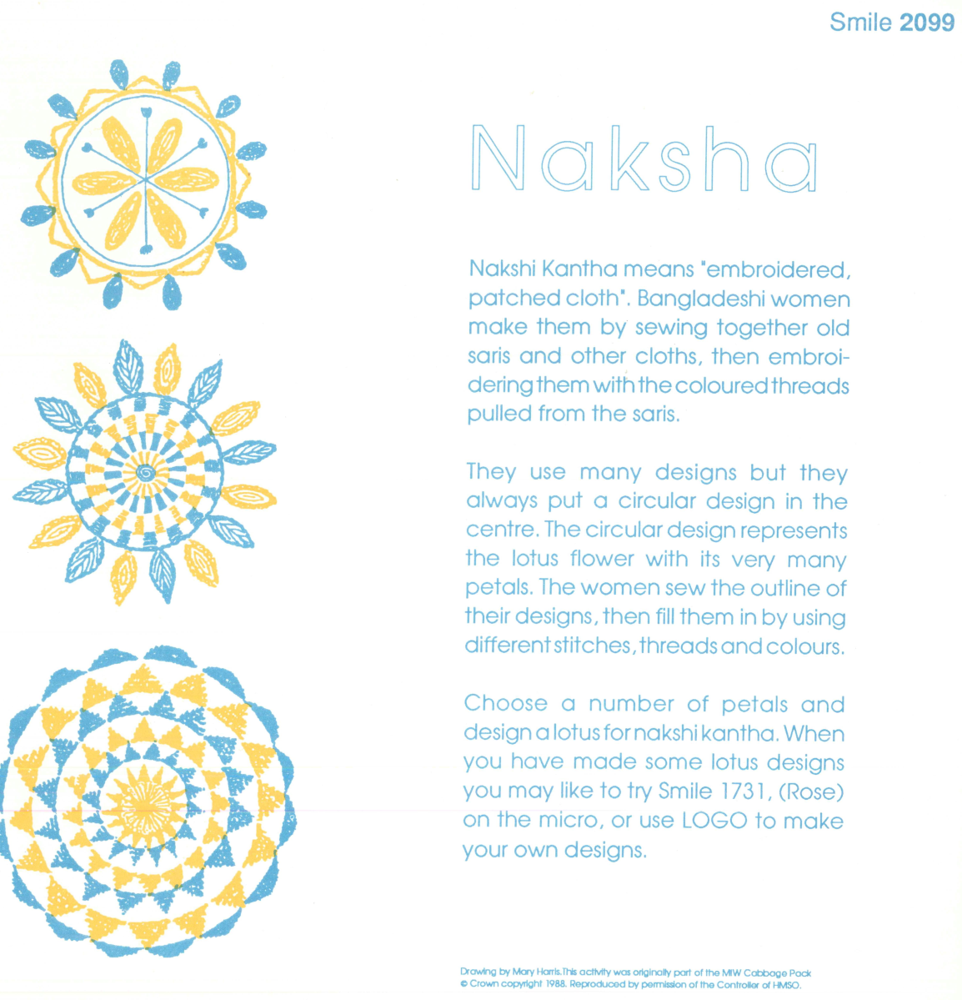 Smile 2099
Naksha
Nakshi Kantha means "embroidered,
patched cloth". Bangladeshi women
make them by sewing together old
saris and other cloths, then embroi-
dering them with the coloured threads
pulled from the saris.
They use many designs but they
always put a circular design in the
centre. The circular design represents
the lotus flower with its very many
petals. The women sew the outline of
their designs, then fill them in by using
different stitches, threads and colours.
Choose a number of petals and
design a lotus for nakshi kantha. When
you have made some lotus designs
you may like to try Smile 1731, (Rose)
on the micro, or use LOGO to make
your own designs.
Drawing by Mary Harris. This activity was originally part of the MIW Cabbage Pack
© Crown copyright 1988. Reproduced by permission of the Controller of HMSO.